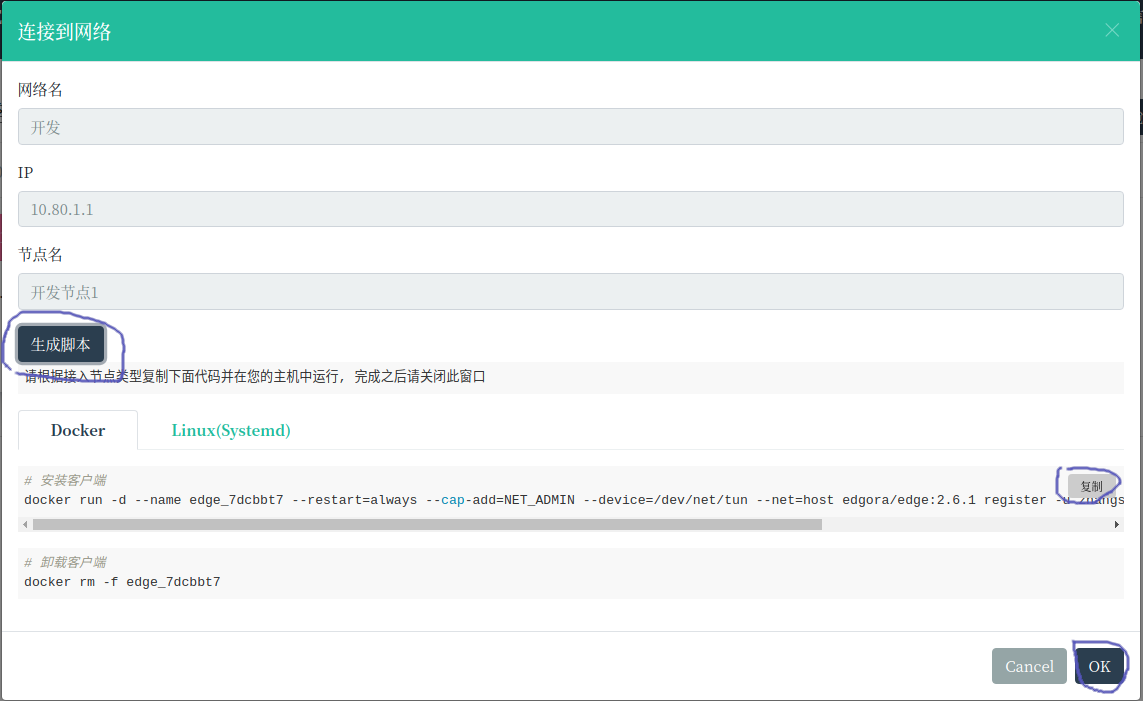 连接到网络
网络名
开发
IP
10.80.1.1
节点名
开发节点1
生成脚本
请根据接入节点类型复制下面代码并在您的主机中运行, 完成之后请关闭此窗口
Docker Linux(Systemd)
# 安装客户端
复制
docker run -d --name edge_7dcbbt7 --restart=always --cap-add=NET_ADMIN --device=/dev/net/tun --net=host edgora/edge:2.6.1 register -u zhangs
# 卸载客户端
docker rm -f edge_7dcbbt7
Cancel OK